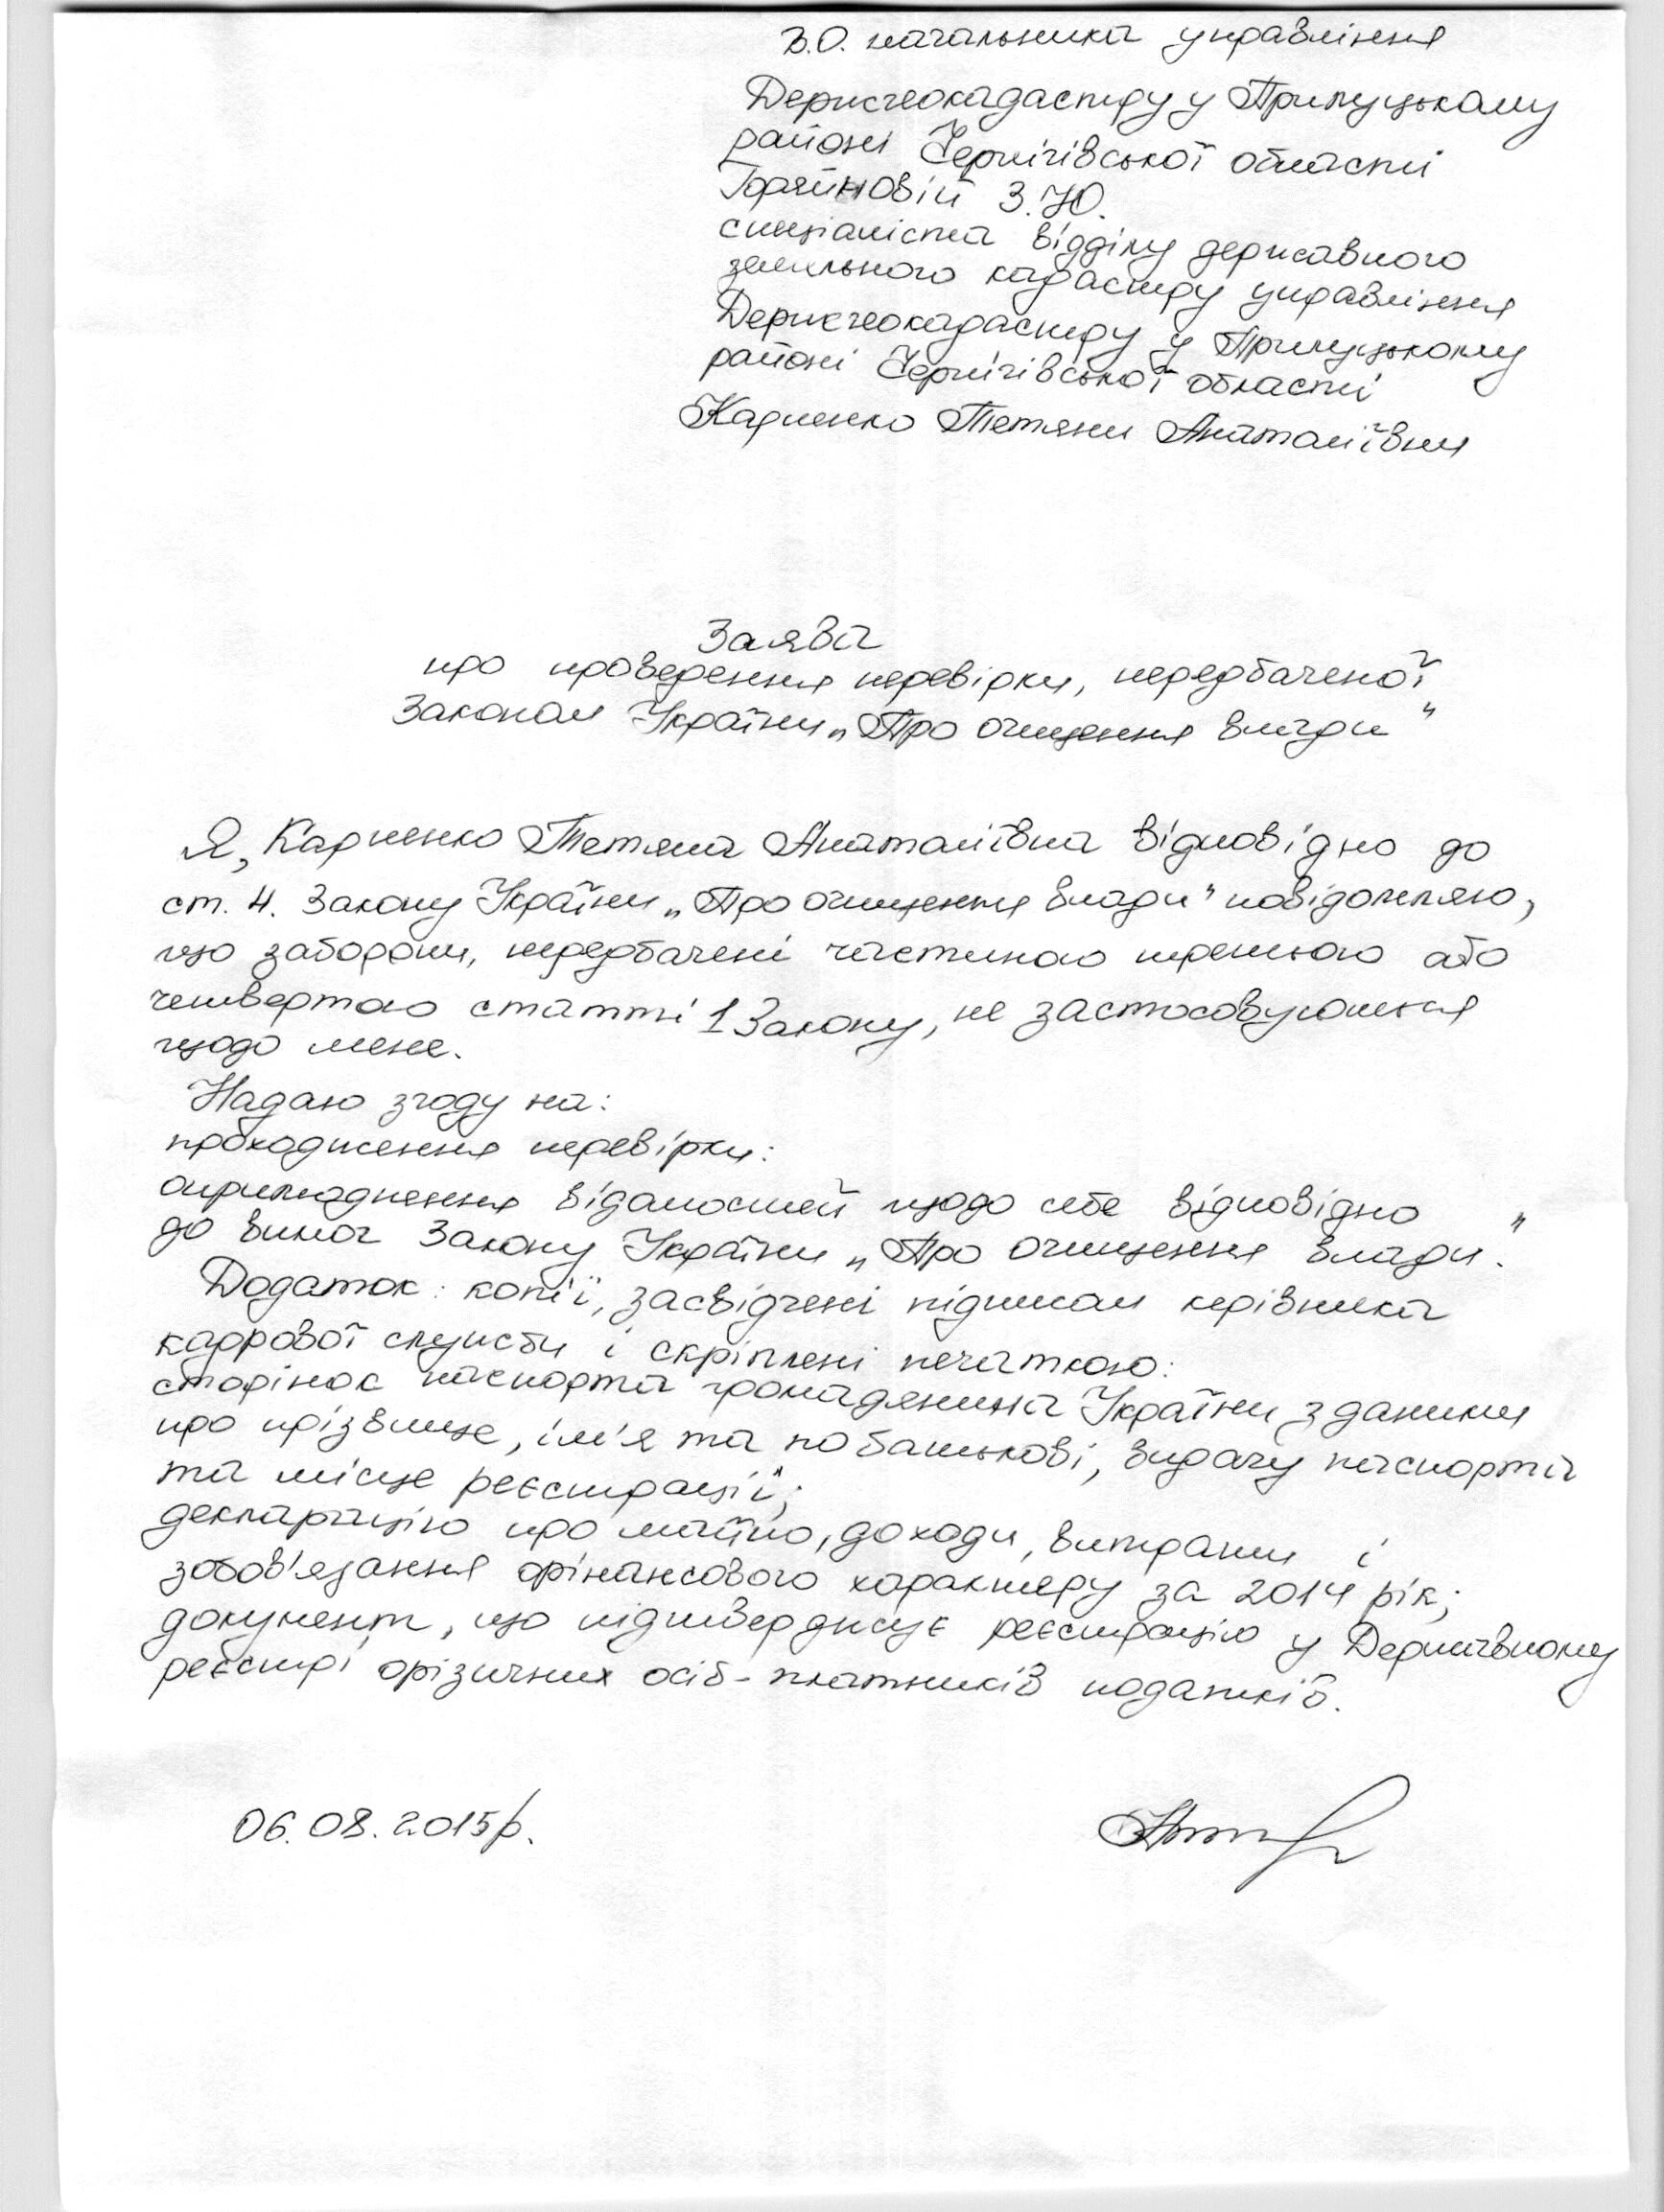 В.О. начальника управління
Держгеокадастру у Прилуцькому
районі Чернігівської області
Горяйновій З.Ю.
спеціаліста відділу державного
земельного кадастру управління
Держгеокадастру у Прилуцькому
районі Чернігівської області
Карпенко Тетяни Анатоліївни
Заява
про проведення перевірки, передбаченої
Законом України „Про очищення влади"
Я, Карпенко Тетяна Анатоліївна відповідно до
ст. 4. Закону України „Про очищення влади" повідомляю,
що заборони, передбачені частиною третьою або
четвертою статті 1 Закону, не застосовуються
щодо мене.
Надаю згоду на:
проходження перевірки:
оприлюднення відомостей щодо себе відповідно
до вимог Закону України „Про очищення влади".
Додаток: копії, засвідчені підписом керівника
кадрової служби і скріплені печаткою:
сторінок паспорта громадянина України з даними
про прізвище, ім'я та по батькові, видачу паспорта
та місце реєстрації;
декларацію про майно, доходи, витрати і
зобов'язання фінансового характеру за 2014 рік;
документ, що підтверджує реєстрацію у Державному
реєстрі фізичних осіб-платників податків.
06.08.2015р.